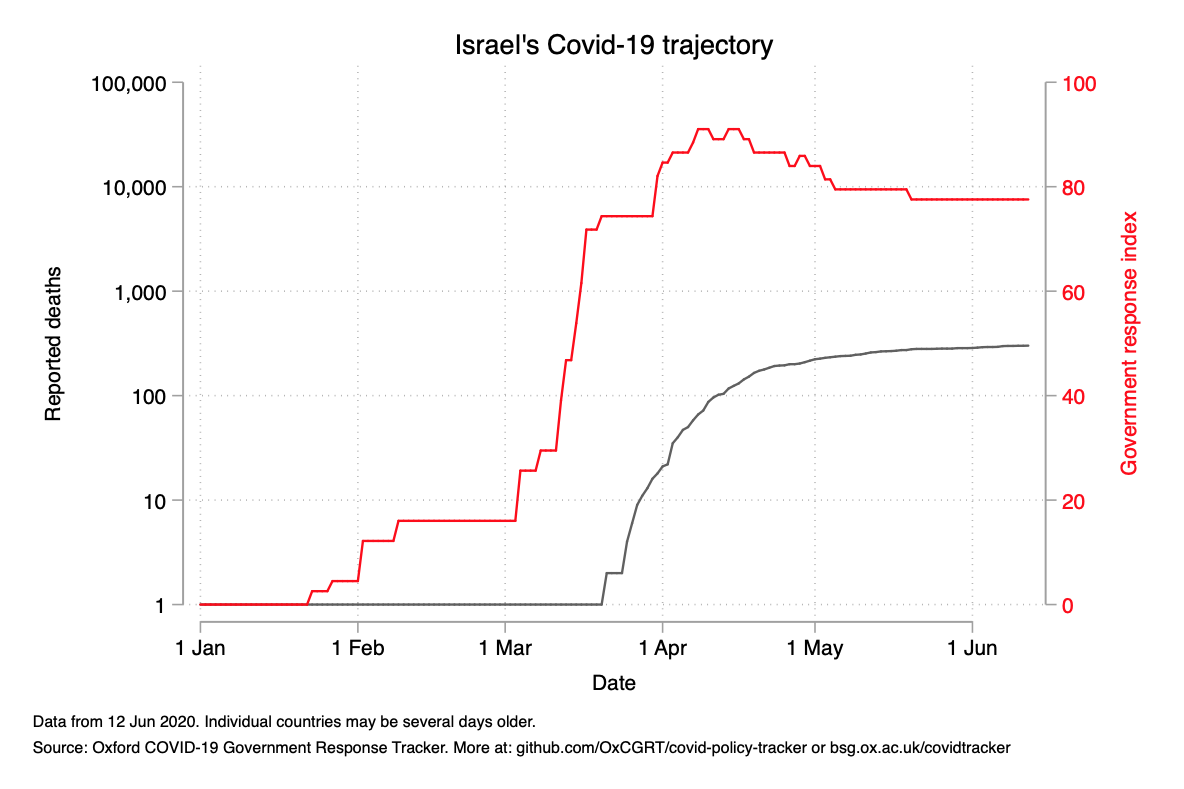 Israel's Covid-19 trajectory
100,000
10,000
1,000
100
10
1
Reported deaths
100
80
60
40
20
0
Government response index
1 Jan
1 Feb
1 Mar
1 Apr
1 May
1 Jun
Date
Data from 12 Jun 2020. Individual countries may be several days older.
Source: Oxford COVID-19 Government Response Tracker. More at: github.com/OxCGRT/covid-policy-tracker or bsg.ox.ac.uk/covidtracker